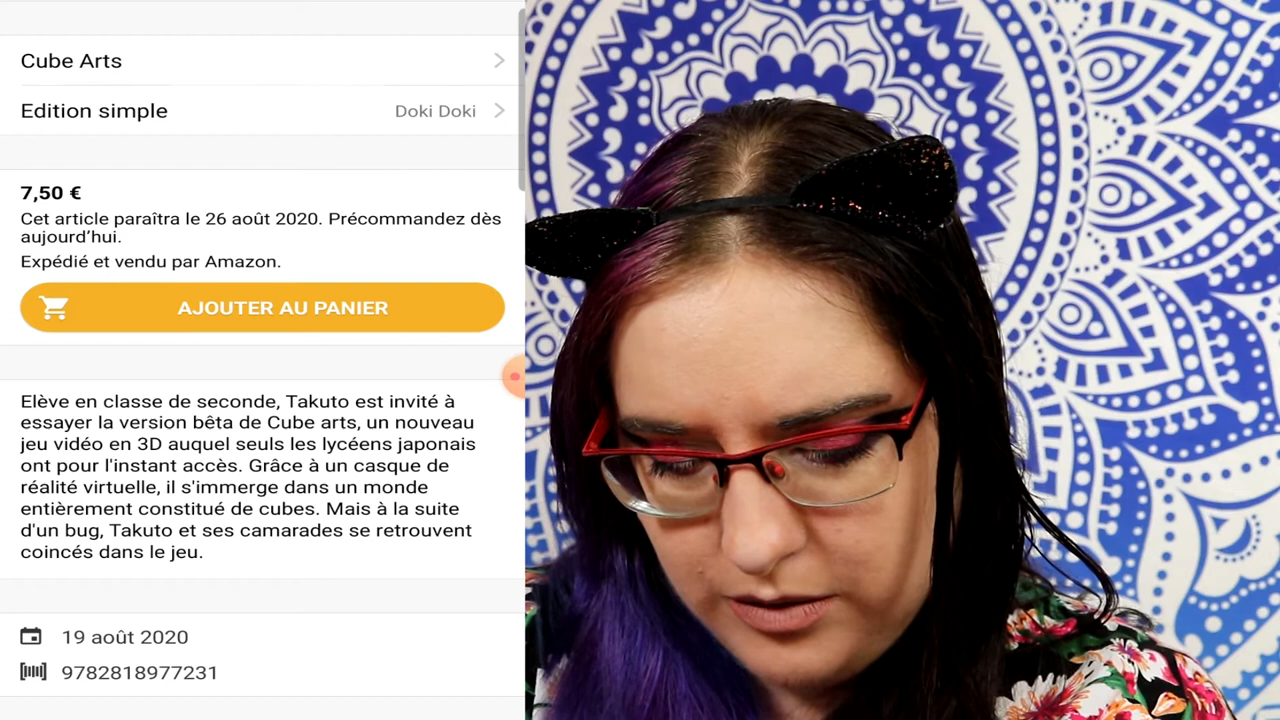 Cube Arts
Edition simple
Doki Doki
7,50 €
Cet article paraîtra le 26 août 2020. Précommandez dès
aujourd'hui.
Expédié et vendu par Amazon.
AJOUTER AU PANIER
Elève en classe de seconde, Takuto est invité à
essayer la version bêta de Cube arts, un nouveau
jeu vidéo en 3D auquel seuls les lycéens japonais
ont pour l'instant accès. Grâce à un casque de
réalité virtuelle, il s'immerge dans un monde
entièrement constitué de cubes. Mais à la suite
d'un bug, Takuto et ses camarades se retrouvent
coincés dans le jeu.
19 août 2020
9782818977231